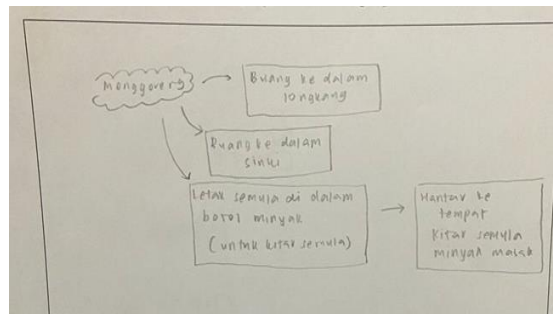 Menggoreng
Buang ke dalam
longkang
Buang ke dalam
sinki
Letak semula di dalam
botol minyak
(untuk kitar semula)
Hantar ke
tempat
kitar semula
minyak masak